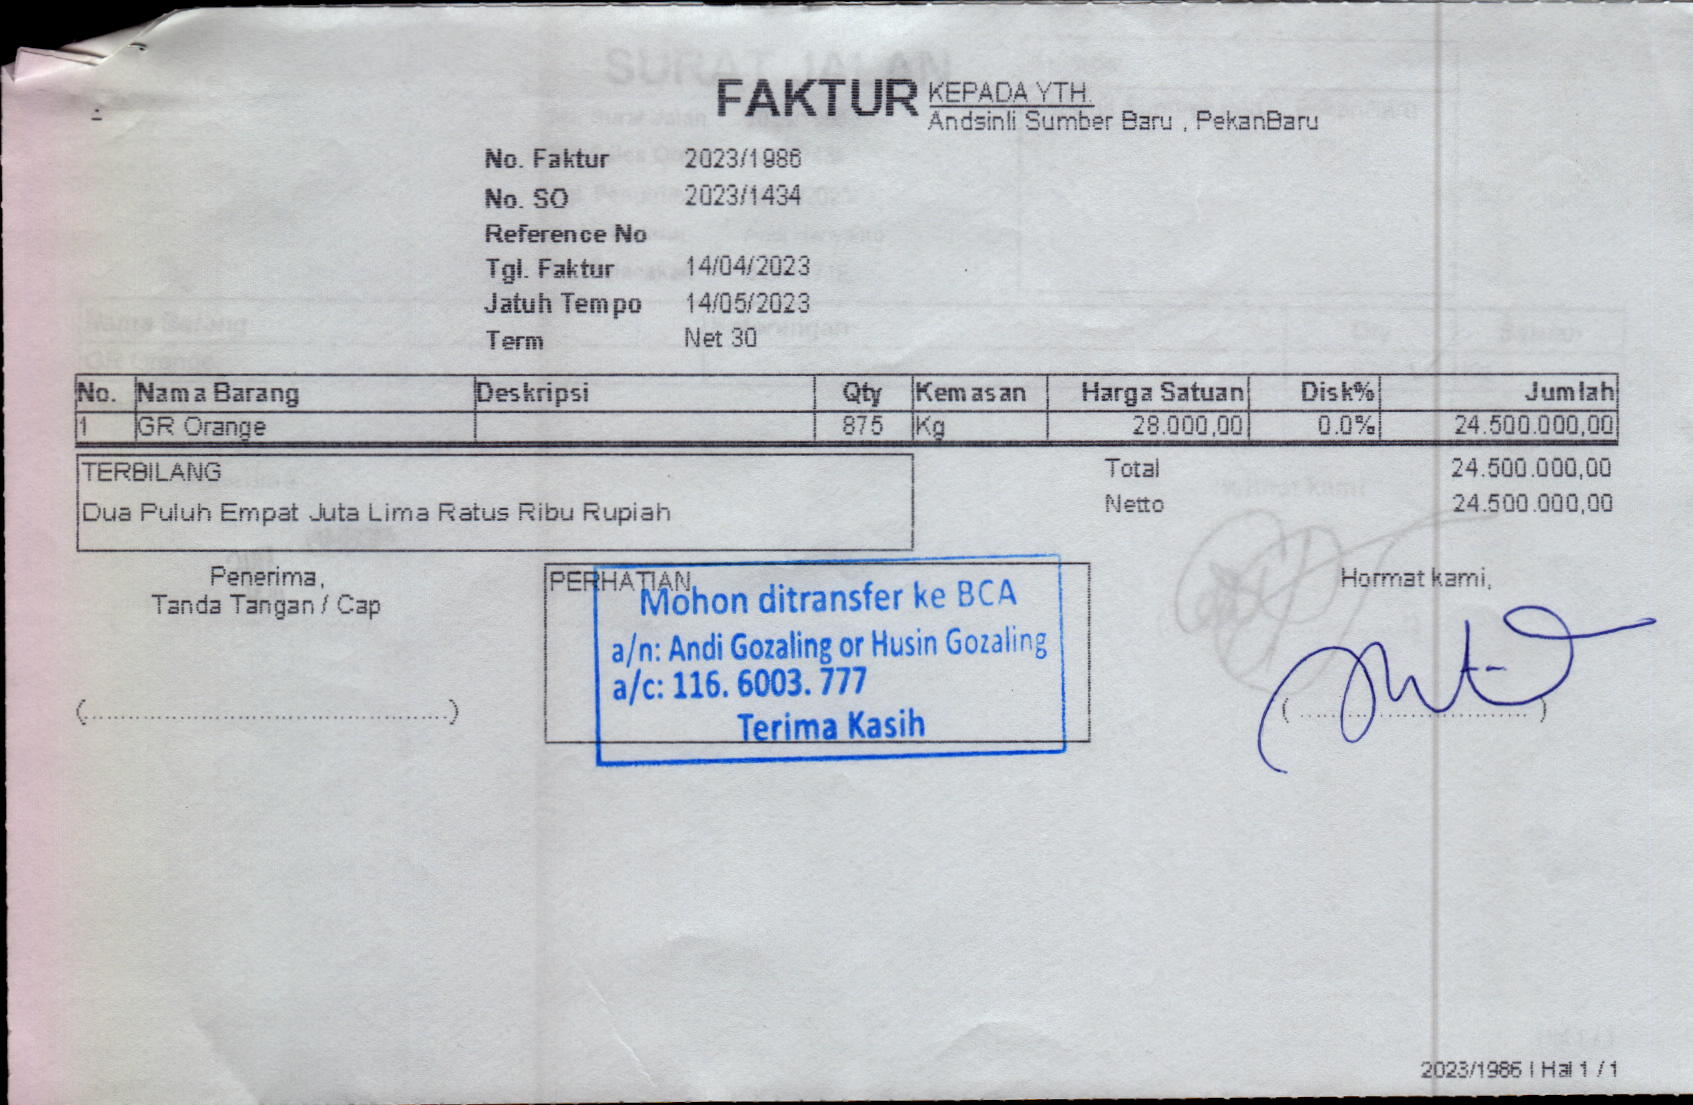 FAKTUR
KEPADA YTH.
Andsinli Sumber Baru , PekanBaru
No. Faktur 2023/1986
No. SO 2023/1434
Reference No
Tgl. Faktur 14/04/2023
Jatuh Tempo 14/05/2023
Term Net 30
No. Nama Barang Deskripsi Qty Kemasan Harga Satuan Disk% Jumlah
1 GR Orange 875 Kg 28.000,00 0.0% 24.500.000,00
TERBILANG
Dua Puluh Empat Juta Lima Ratus Ribu Rupiah
Total 24.500.000,00
Netto 24.500.000,00
Penerima,
Tanda Tangan / Cap
(..............................................)
PERHATIAN
Mohon ditransfer ke BCA
a/n: Andi Gozaling or Husin Gozaling
a/c: 116. 6003. 777
Terima Kasih
Hormat kami,
(..............................)
2023/1986 | Hal 1 / 1